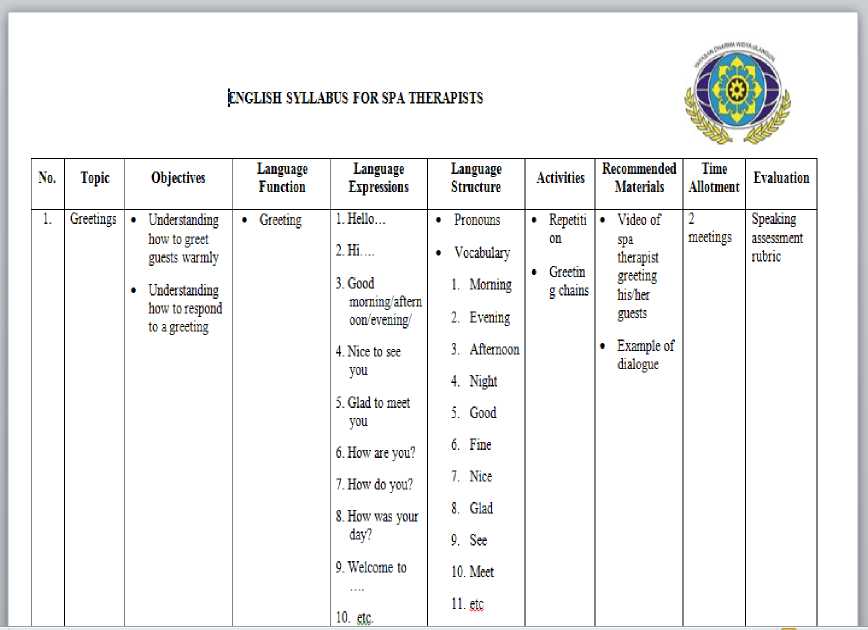 ENGLISH SYLLABUS FOR SPA THERAPISTS
No.
Topic
Objectives
Language
Function
Language
Expressions
Language
Structure
Activities
Recommended
Materials
Time
Allotment
Evaluation
1.
Greetings
• Understanding
how to greet
guests warmly
• Understanding
how to respond
to a greeting
• Greeting
1. Hello…
2. Hi….
3. Good
morning/aftern
oon/evening/
4. Nice to see
you
5. Glad to meet
you
6. How are you?
7. How do you?
8. How was your
day?
9. Welcome to
….
10. etc.
• Pronouns
• Vocabulary
1. Morning
2. Evening
3. Afternoon
4. Night
5. Good
6. Fine
7. Nice
8. Glad
9. See
10. Meet
11. etc
• Repetiti
on
• Greetin
g chains
• Video of
spa
therapist
greeting
his/her
guests
• Example of
dialogue
2
meetings
Speaking
assessment
rubric